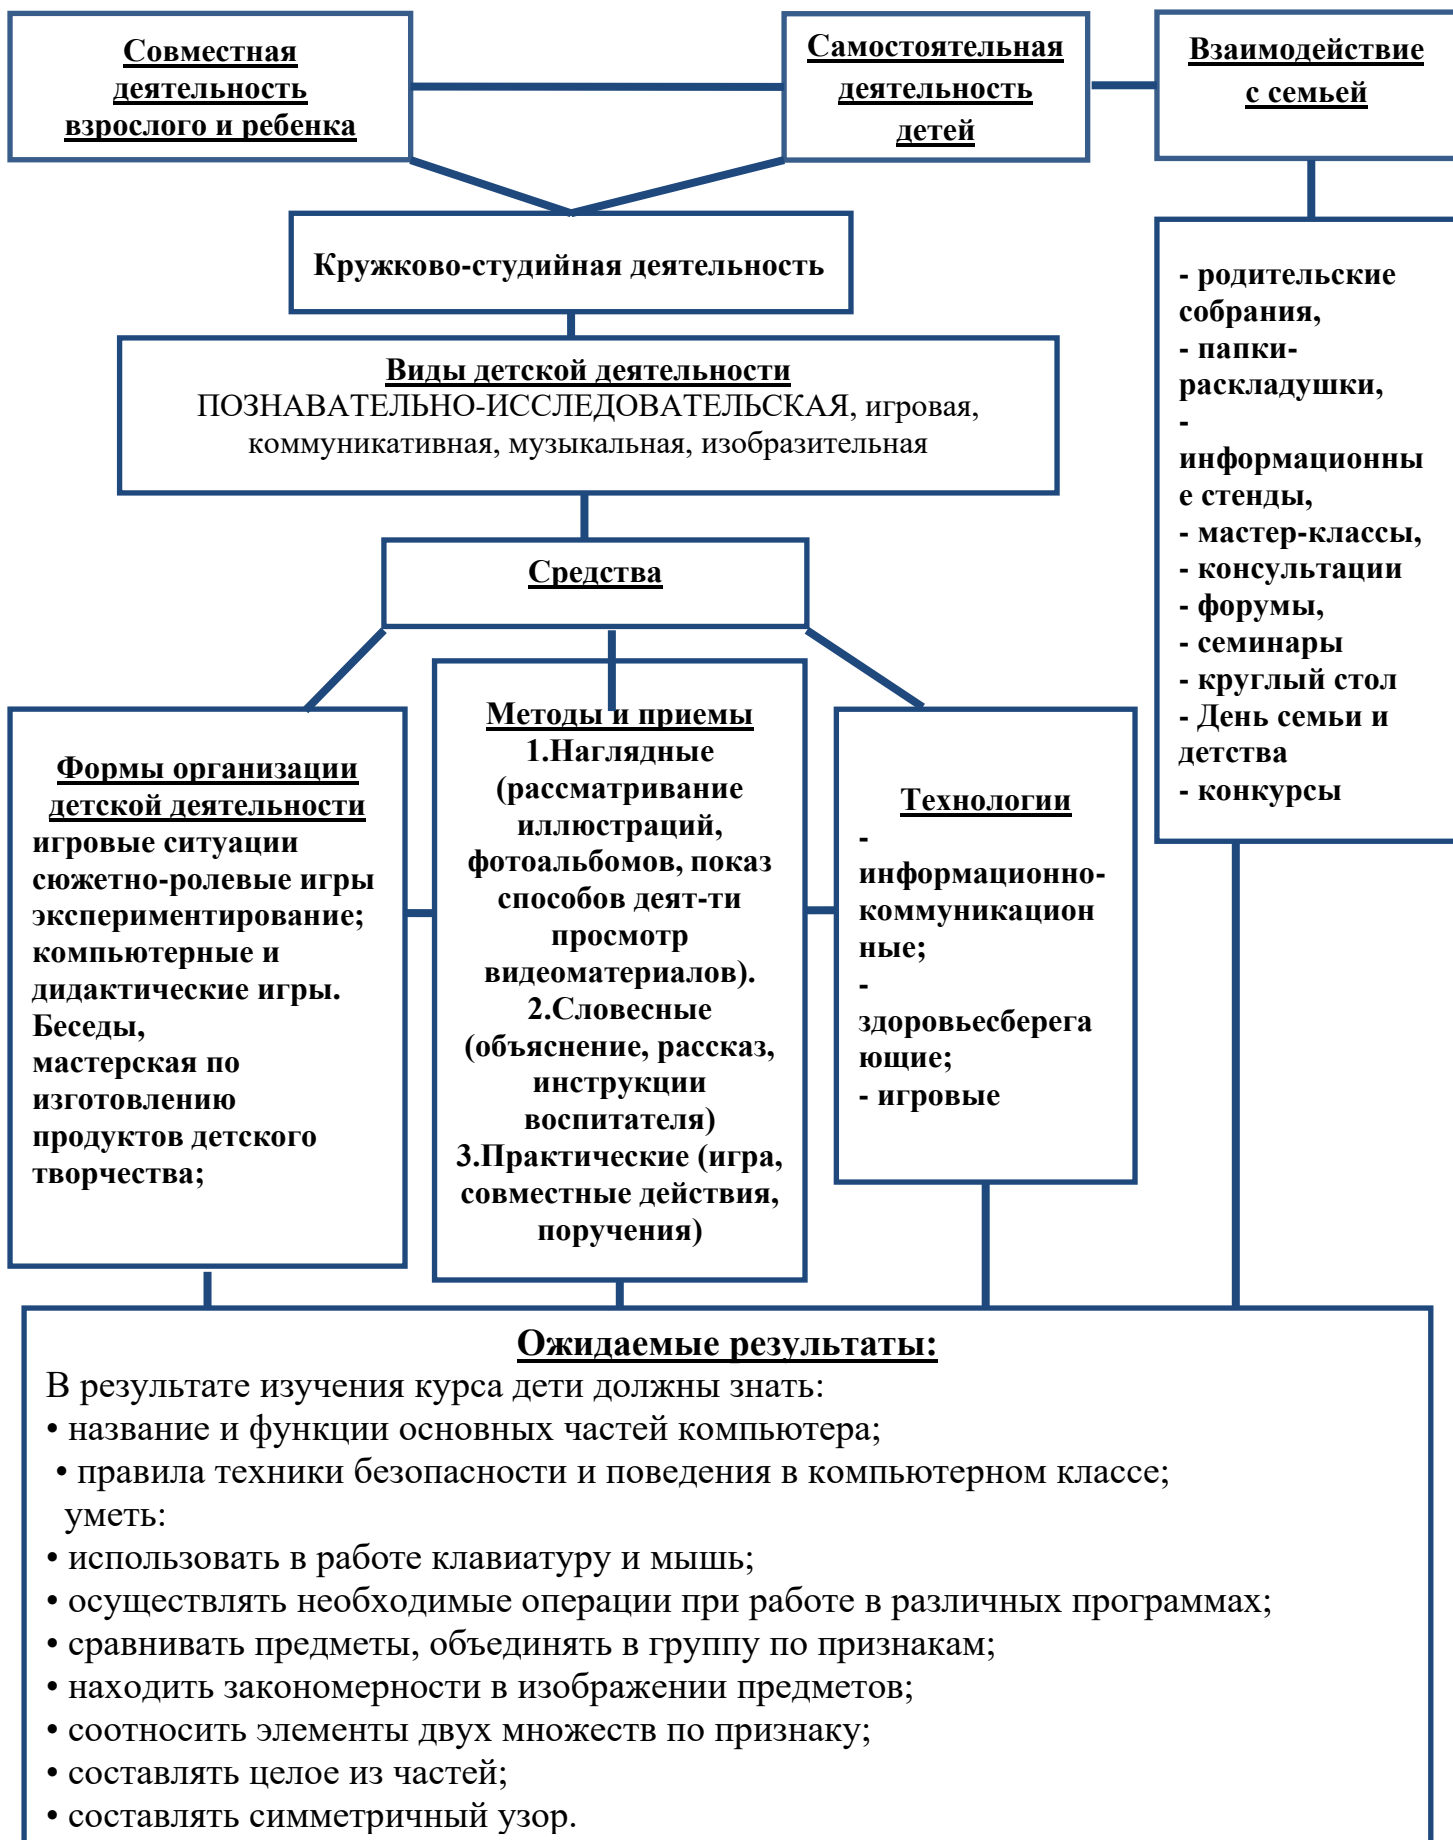 Совместная
деятельность
взрослого и ребенка
Самостоятельная
деятельность
детей
Взаимодействие
с семьей
Кружково-студийная деятельность
Виды детской деятельности
ПОЗНАВАТЕЛЬНО-ИССЛЕДОВАТЕЛЬСКАЯ, игровая,
коммуникативная, музыкальная, изобразительная
Средства
- родительские
собрания,
- папки-
раскладушки,
-
информационны
е стенды,
- мастер-классы,
- консультации
- форумы,
- семинары
- круглый стол
- День семьи и
детства
- конкурсы
Формы организации
детской деятельности
игровые ситуации
сюжетно-ролевые игры
экспериментирование;
компьютерные и
дидактические игры.
Беседы,
мастерская по
изготовлению
продуктов детского
творчества;
Методы и приемы
1.Наглядные
(рассматривание
иллюстраций,
фотоальбомов, показ
способов деят-ти
просмотр
видеоматериалов).
2.Словесные
(объяснение, рассказ,
инструкции
воспитателя)
3.Практические (игра,
совместные действия,
поручения)
Технологии
-
информационно-
коммуникацион
ные;
-
здоровьесберега
ющие;
- игровые
Ожидаемые результаты:
В результате изучения курса дети должны знать:
• название и функции основных частей компьютера;
• правила техники безопасности и поведения в компьютерном классе;
уметь:
• использовать в работе клавиатуру и мышь;
• осуществлять необходимые операции при работе в различных программах;
• сравнивать предметы, объединять в группу по признакам;
• находить закономерности в изображении предметов;
• соотносить элементы двух множеств по признаку;
• составлять целое из частей;
• составлять симметричный узор.